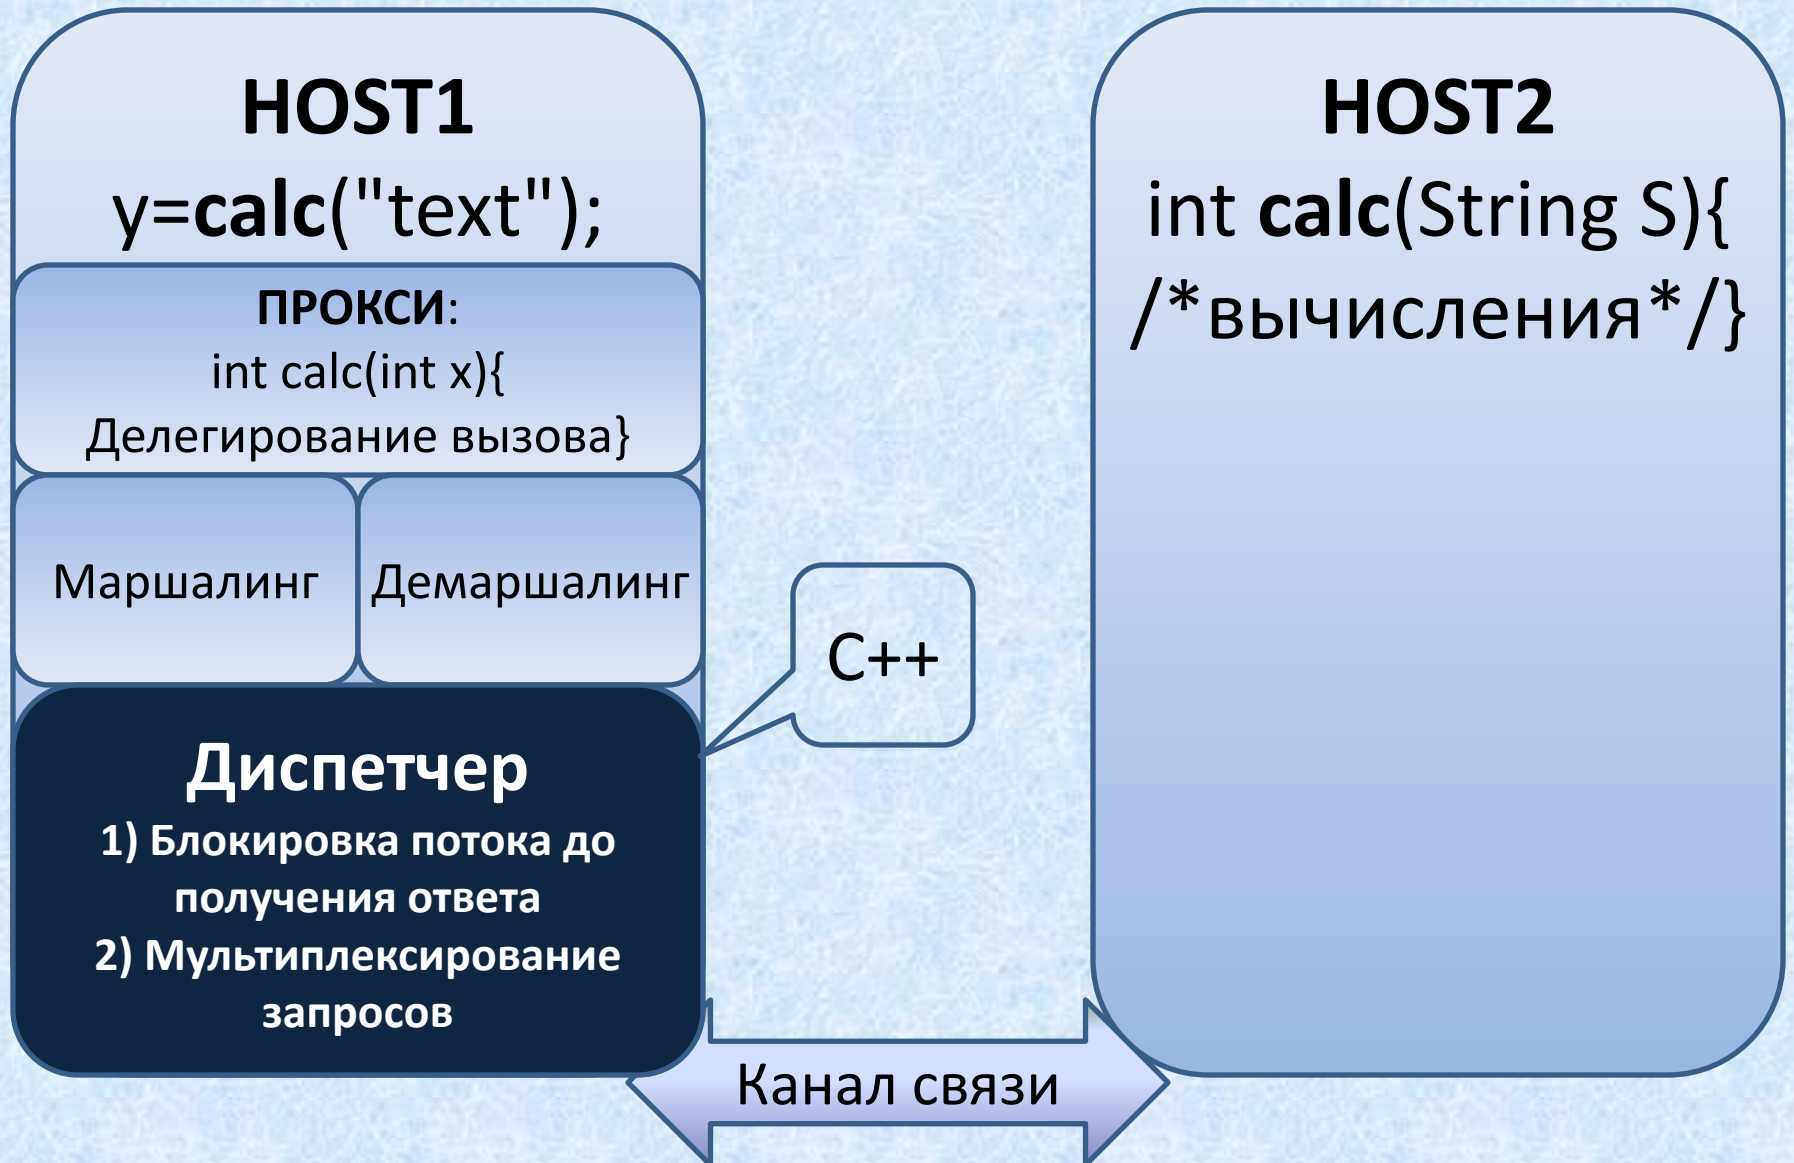 HOST1
y=calc("text");
ПРОКСИ:
int calc(int x){
Делегирование вызова}
Маршалинг
Демаршалинг
Диспетчер
1) Блокировка потока до
получения ответа
2) Мультиплексирование
запросов
C++
Канал связи
HOST2
int calc(String S){
/*вычисления*/}